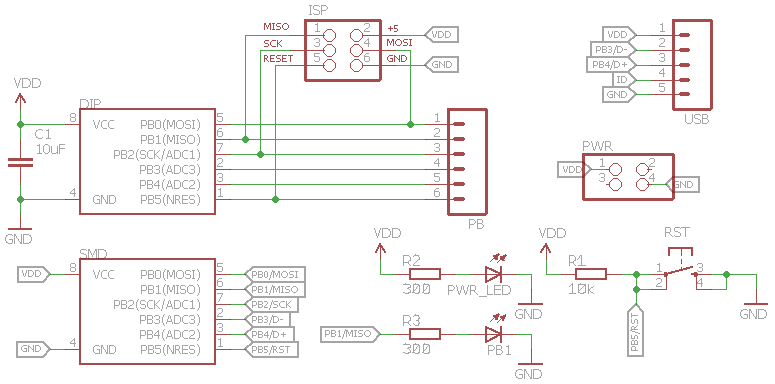 ISP
MISO 1 2 +5 VDD
SCK 3 4 MOSI
RESET 5 6 GND GND
VDD 1
PB3/D- 2
PB4/D+ 3
ID 4
GND 5
USB
VDD
C1
10uF
GND
DIP
8 VCC PB0(MOSI) 5
PB1(MISO) 6
PB2(SCK/ADC1) 7
PB3(ADC3) 2
PB4(ADC2) 3
4 GND PB5(NRES) 1
1
2
3
4
5
6
PB
PWR
VDD 1 2
3 4 GND
SMD
VDD 8 VCC PB0(MOSI) 5 PB0/MOSI
PB1(MISO) 6 PB1/MISO
PB2(SCK/ADC1) 7 PB2/SCK
PB3(ADC3) 2 PB3/D-
PB4(ADC2) 3 PB4/D+
GND 4 GND PB5(NRES) 1 PB5/RST
VDD
R2
300
PWR_LED
GND
PB1/MISO
R3
300
PB1
GND
VDD
R1
10k
RST
1 3
2 4
GND
PB5/RST